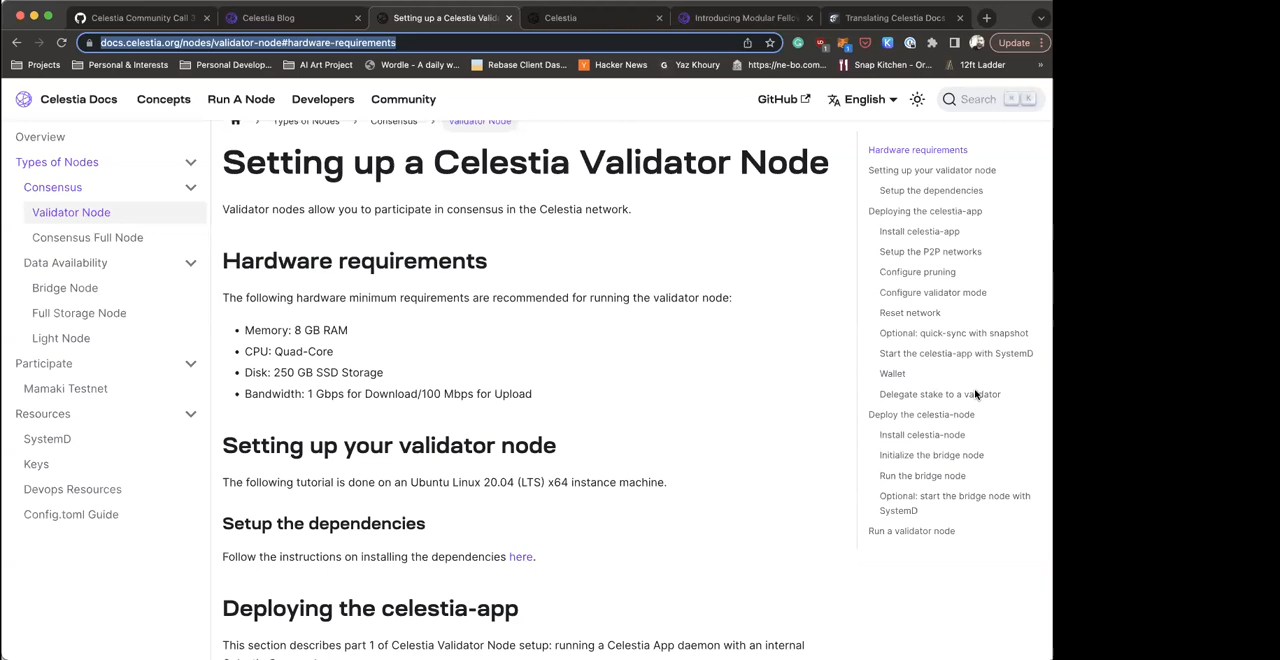 Celestia Community Call 3
Celestia Blog
Setting up a Celestia Valid
Celestia
Introducing Modular Fello
Translating Celestia Docs
docs.celestia.org/nodes/validator-node#hardware-requirements
Update
Projects
Personal & Interests
Personal Develop...
AI Art Project
Wordle - A daily w...
Rebase Client Das...
Hacker News
Yaz Khoury
https://ne-bo.com...
Snap Kitchen - Or...
12ft Ladder
»
Celestia Docs
Concepts
Run A Node
Developers
Community
GitHub
English
Search
K
Overview
Types of Nodes
Consensus
Validator Node
Consensus Full Node
Data Availability
Bridge Node
Full Storage Node
Light Node
Participate
Mamaki Testnet
Resources
SystemD
Keys
Devops Resources
Config.toml Guide
Types of Nodes > Consensus > Validator Node
Setting up a Celestia Validator Node
Validator nodes allow you to participate in consensus in the Celestia network.
Hardware requirements
The following hardware minimum requirements are recommended for running the validator node:
• Memory: 8 GB RAM
• CPU: Quad-Core
• Disk: 250 GB SSD Storage
• Bandwidth: 1 Gbps for Download/100 Mbps for Upload
Setting up your validator node
The following tutorial is done on an Ubuntu Linux 20.04 (LTS) x64 instance machine.
Setup the dependencies
Follow the instructions on installing the dependencies here.
Deploying the celestia-app
This section describes part 1 of Celestia Validator Node setup: running a Celestia App daemon with an internal
Hardware requirements
Setting up your validator node
Setup the dependencies
Deploying the celestia-app
Install celestia-app
Setup the P2P networks
Configure pruning
Configure validator mode
Reset network
Optional: quick-sync with snapshot
Start the celestia-app with SystemD
Wallet
Delegate stake to a validator
Deploy the celestia-node
Install celestia-node
Initialize the bridge node
Run the bridge node
Optional: start the bridge node with
SystemD
Run a validator node